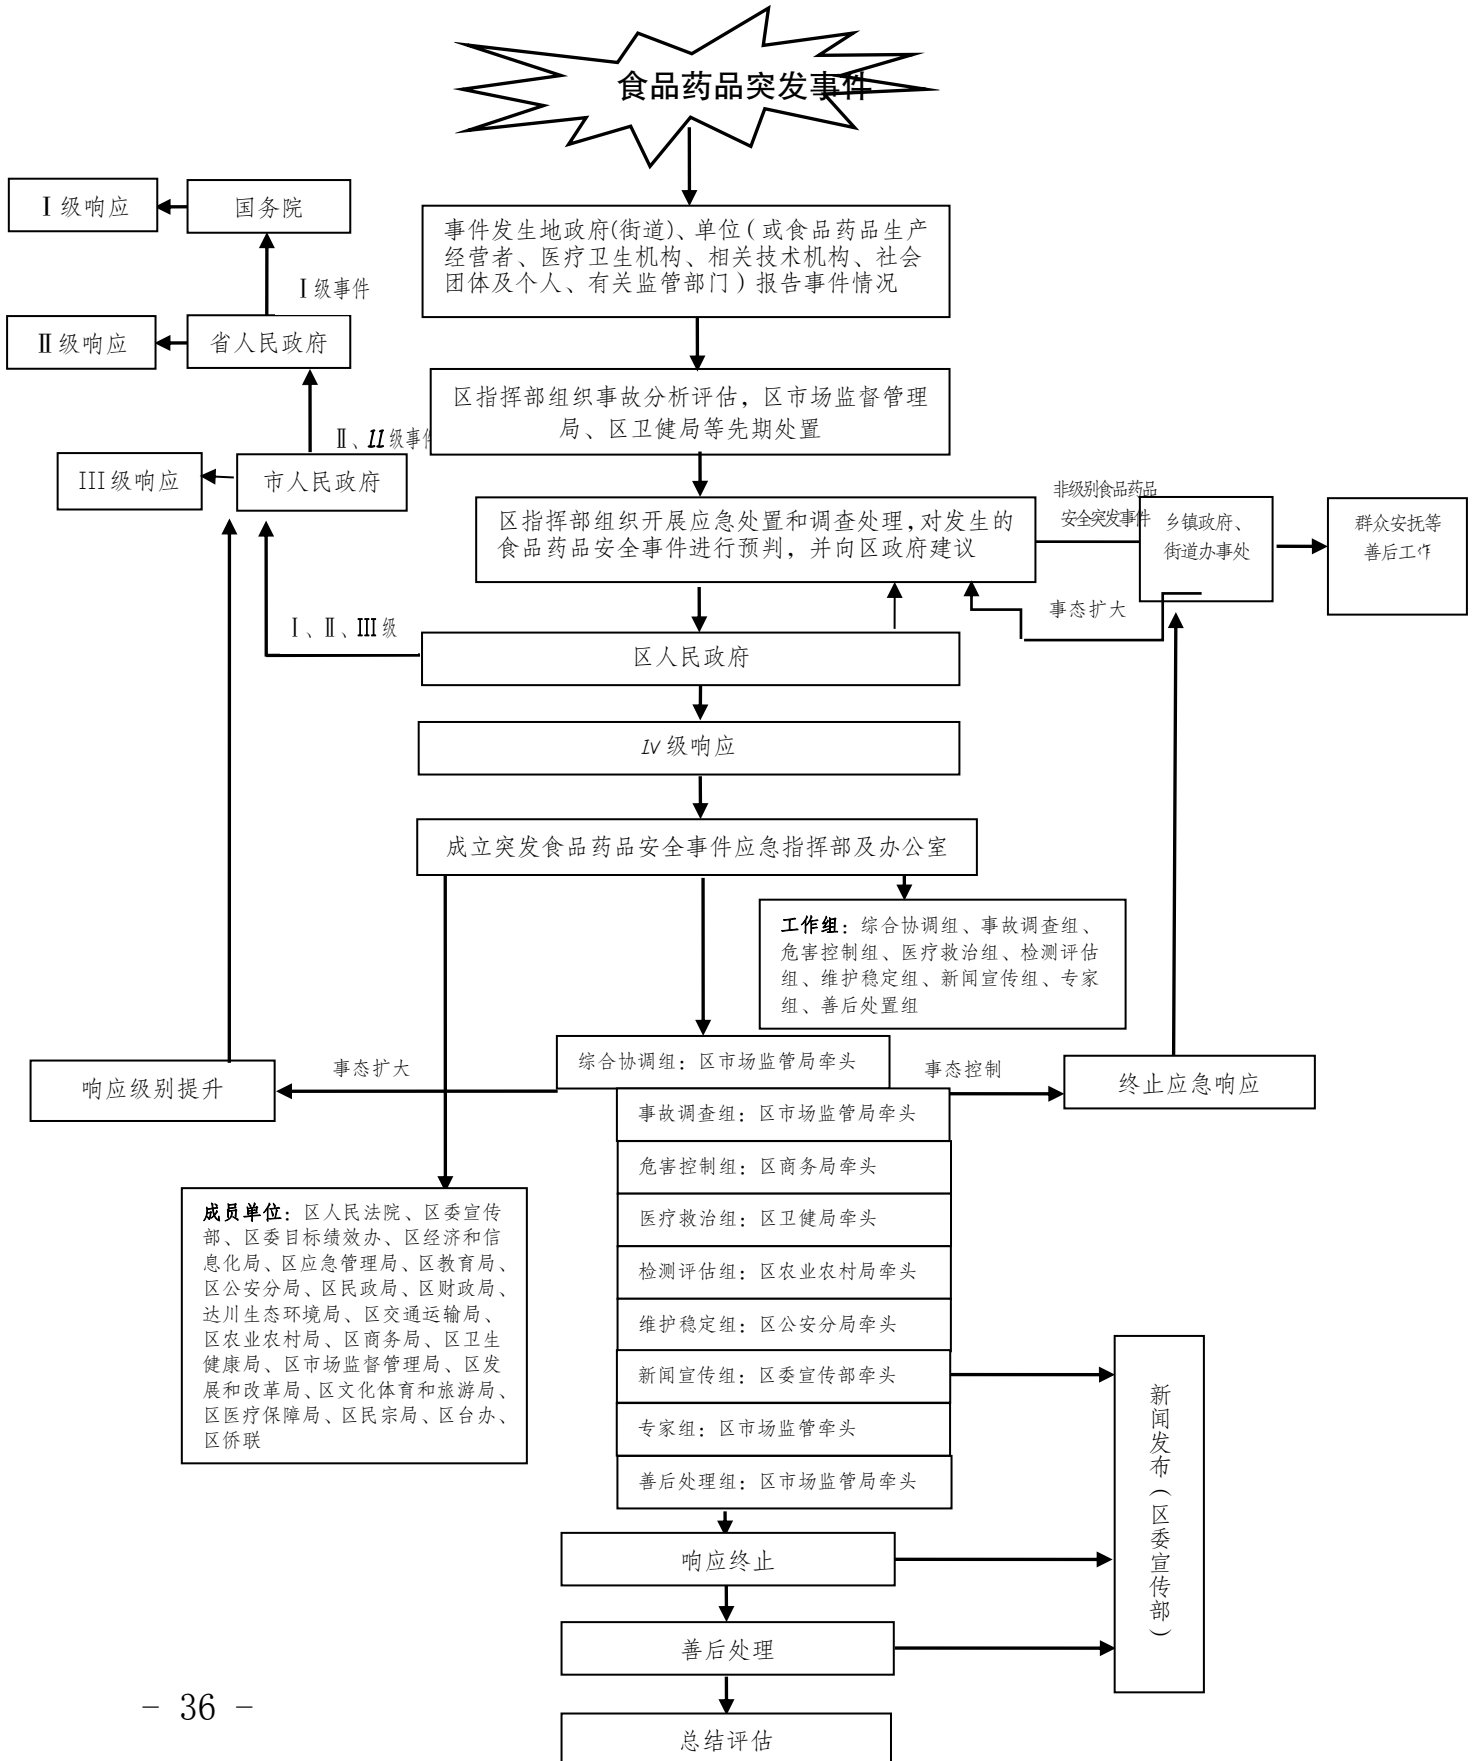 食品药品突发事件
Ⅰ级响应
国务院
事件发生地政府(街道)、单位(或食品药品生产
经营者、医疗卫生机构、相关技术机构、社会
团体及个人、有关监管部门)报告事件情况
Ⅰ级事件
Ⅱ级响应
省人民政府
区指挥部组织事故分析评估，区市场监督管理
局、区卫健局等先期处置
Ⅱ、II级事件
III级响应
市人民政府
非级别食品药品
安全突发事件
区指挥部组织开展应急处置和调查处理,对发生的
食品药品安全事件进行预判，并向区政府建议
乡镇政府、
街道办事处
群众安抚等
善后工作
事态扩大
Ⅰ、Ⅱ、III级
区人民政府
IV级响应
成立突发食品药品安全事件应急指挥部及办公室
工作组：综合协调组、事故调查组、
危害控制组、医疗救治组、检测评估
组、维护稳定组、新闻宣传组、专家
组、善后处置组
响应级别提升
事态扩大
综合协调组：区市场监管局牵头
事态控制
终止应急响应
事故调查组：区市场监管局牵头
危害控制组：区商务局牵头
医疗救治组：区卫健局牵头
检测评估组：区农业农村局牵头
维护稳定组：区公安分局牵头
新闻宣传组：区委宣传部牵头
专家组：区市场监管牵头
善后处理组：区市场监管局牵头
成员单位：区人民法院、区委宣传
部、区委目标绩效办、区经济和信
息化局、区应急管理局、区教育局、
区公安分局、区民政局、区财政局、
达川生态环境局、区交通运输局、
区农业农村局、区商务局、区卫生
健康局、区市场监督管理局、区发
展和改革局、区文化体育和旅游局、
区医疗保障局、区民宗局、区台办、
区侨联
新闻发布(区委宣传部)
响应终止
善后处理
总结评估
- 36 -